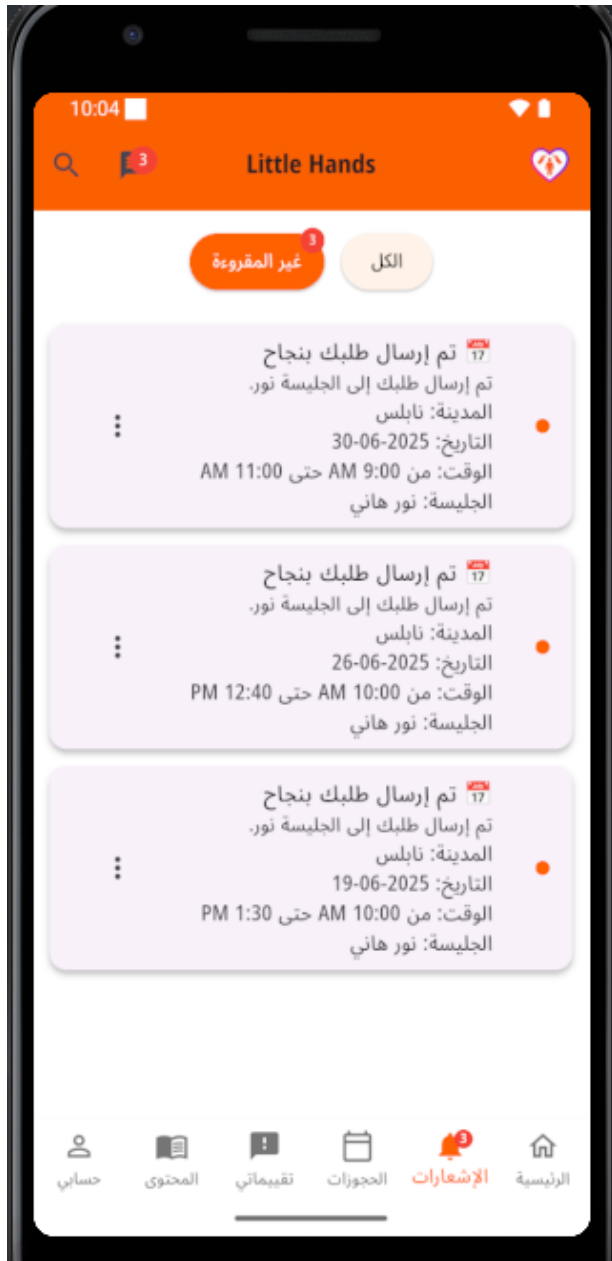 10:04
3
Little Hands
الكل
غير المقروءة
3
📅 تم إرسال طلبك بنجاح
تم إرسال طلبك إلى الجليسة نور.
المدينة: نابلس
التاريخ: 2025-06-30
الوقت: من 9:00 AM حتى 11:00 AM
الجليسة: نور هاني
📅 تم إرسال طلبك بنجاح
تم إرسال طلبك إلى الجليسة نور.
المدينة: نابلس
التاريخ: 2025-06-26
الوقت: من 10:00 AM حتى 12:40 PM
الجليسة: نور هاني
📅 تم إرسال طلبك بنجاح
تم إرسال طلبك إلى الجليسة نور.
المدينة: نابلس
التاريخ: 2025-06-19
الوقت: من 10:00 AM حتى 1:30 PM
الجليسة: نور هاني
3
الرئيسية
الإشعارات
الحجوزات
تقييماتي
المحتوى
حسابي